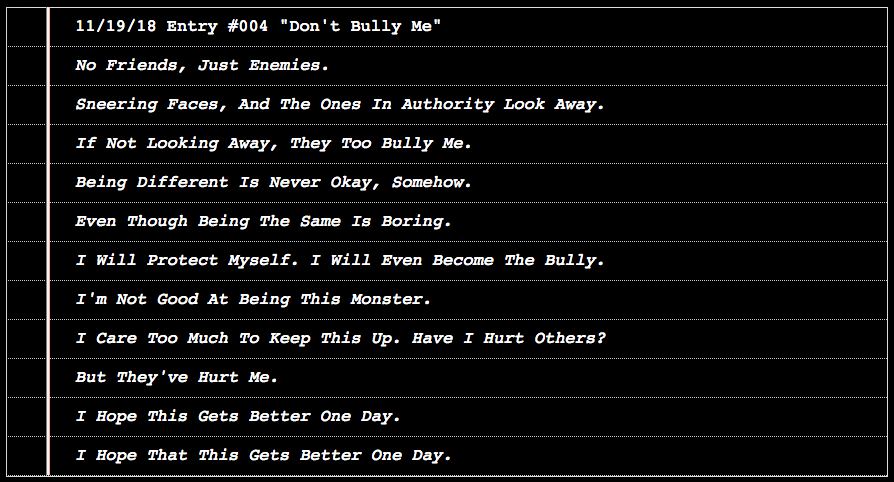 11/19/18 Entry #004 "Don't Bully Me"
No Friends, Just Enemies.
Sneering Faces, And The Ones In Authority Look Away.
If Not Looking Away, They Too Bully Me.
Being Different Is Never Okay, Somehow.
Even Though Being The Same Is Boring.
I Will Protect Myself. I Will Even Become The Bully.
I'm Not Good At Being This Monster.
I Care Too Much To Keep This Up. Have I Hurt Others?
But They've Hurt Me.
I Hope This Gets Better One Day.
I Hope That This Gets Better One Day.